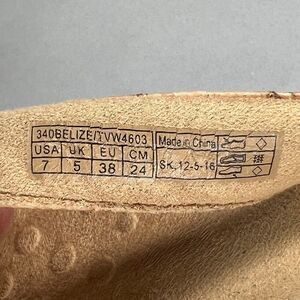 340BELIZE/TVW4603
USA UK EU CM
7 5 38 24
Made in China
SK. 12-5-16